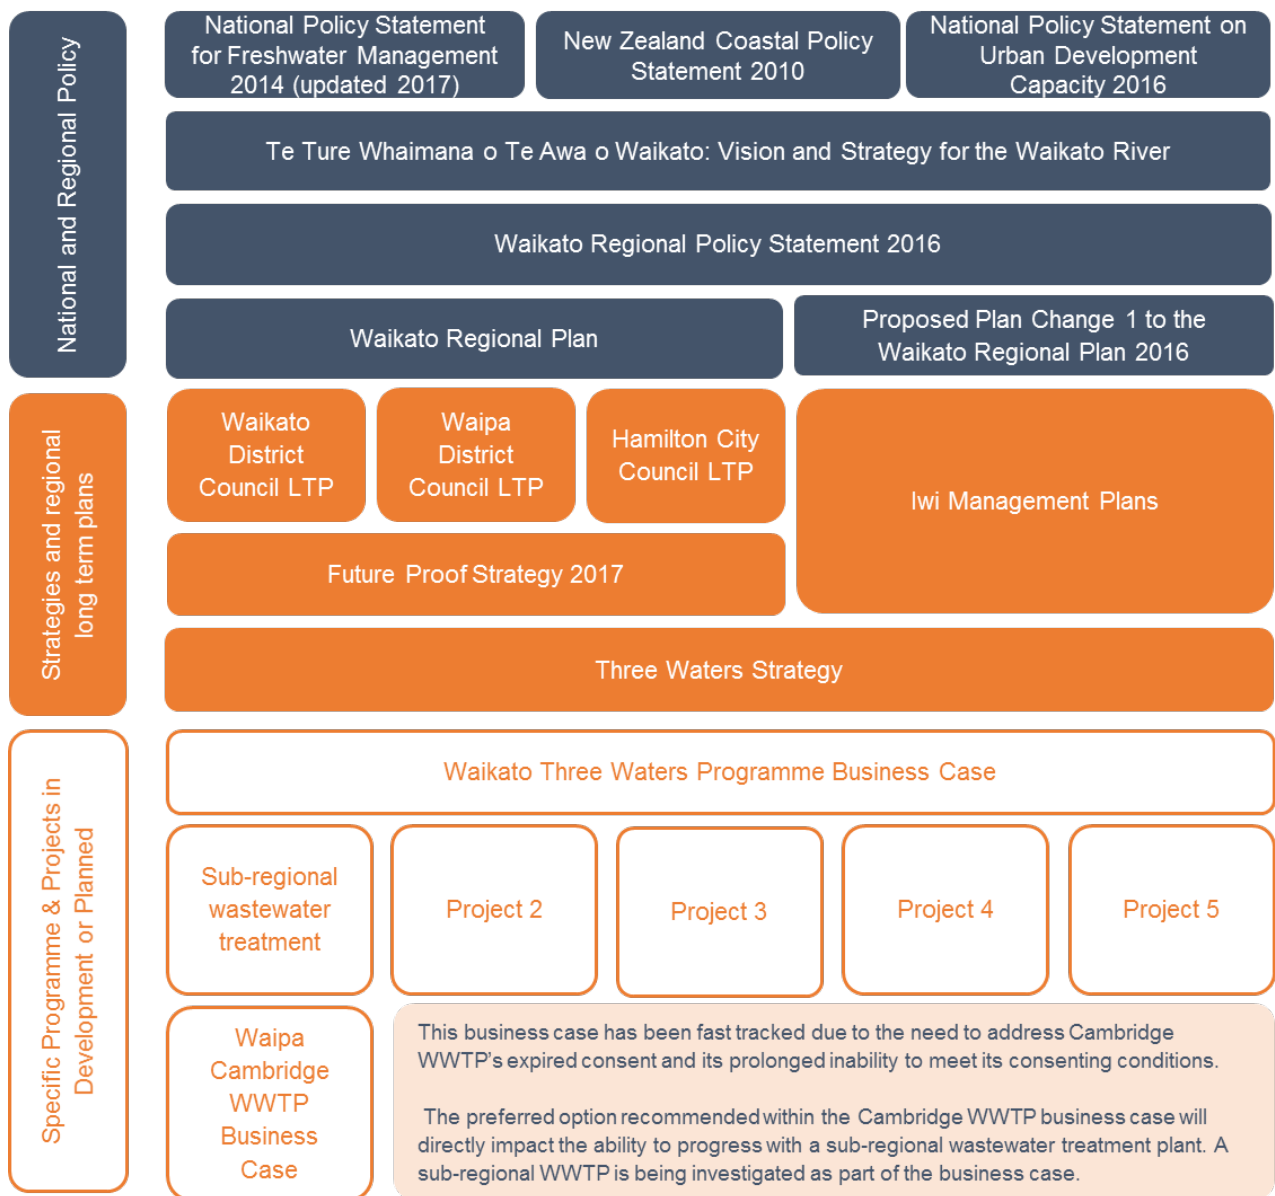 National and Regional Policy
National Policy Statement
for Freshwater Management
2014 (updated 2017)
New Zealand Coastal Policy
Statement 2010
National Policy Statement on
Urban Development
Capacity 2016
Te Ture Whaimana o Te Awa o Waikato: Vision and Strategy for the Waikato River
Waikato Regional Policy Statement 2016
Waikato Regional Plan
Proposed Plan Change 1 to the
Waikato Regional Plan 2016
Strategies and regional
long term plans
Waikato
District
Council LTP
Waipa
District
Council LTP
Hamilton City
Council LTP
Iwi Management Plans
Future Proof Strategy 2017
Three Waters Strategy
Specific Programme & Projects in
Development or Planned
Waikato Three Waters Programme Business Case
Sub-regional
wastewater
treatment
Project 2
Project 3
Project 4
Project 5
Waipa
Cambridge
WWTP
Business
Case
This business case has been fast tracked due to the need to address Cambridge
WWTP's expired consent and its prolonged inability to meet its consenting conditions.
The preferred option recommended within the Cambridge WWTP business case will
directly impact the ability to progress with a sub-regional wastewater treatment plant. A
sub-regional WWTP is being investigated as part of the business case.